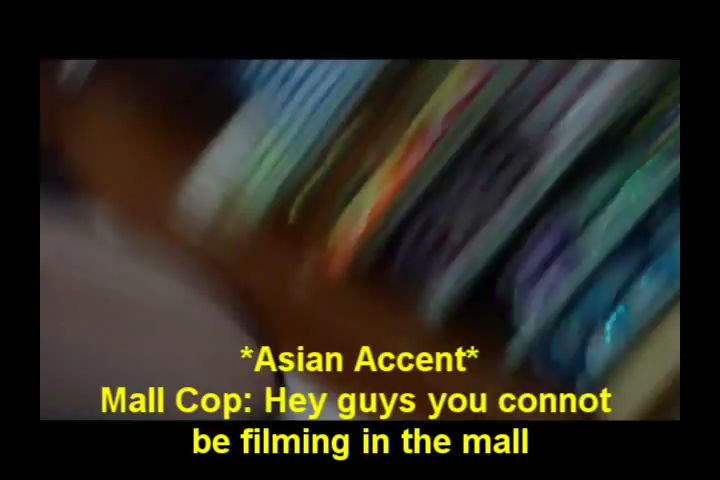 *Asian Accent*
Mall Cop: Hey guys you connot
be filming in the mall